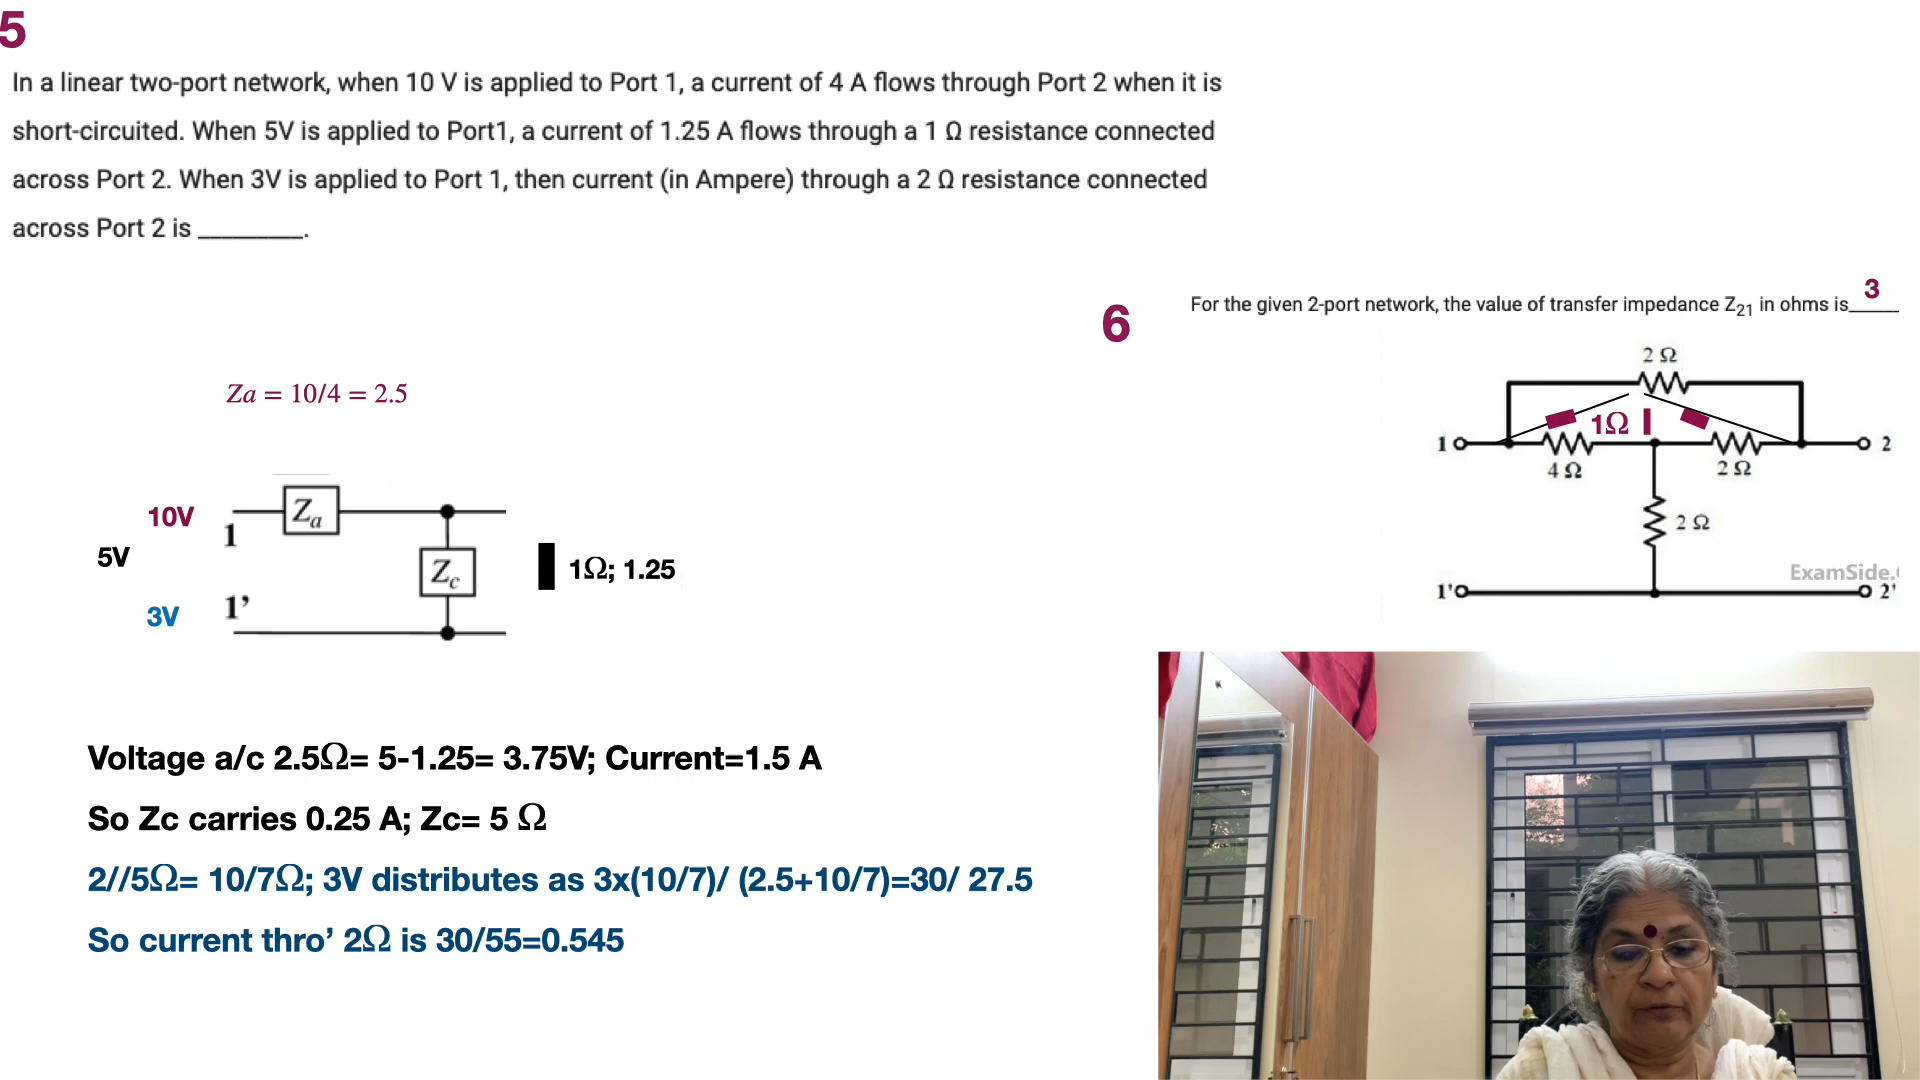 5
In a linear two-port network, when 10 V is applied to Port 1, a current of 4 A flows through Port 2 when it is
short-circuited. When 5V is applied to Port1, a current of 1.25 A flows through a 1 Ω resistance connected
across Port 2. When 3V is applied to Port 1, then current (in Ampere) through a 2 Ω resistance connected
across Port 2 is _________.
Za = 10/4 = 2.5
10V
5V
3V
1
1’
Za
Zc
1Ω; 1.25
Voltage a/c 2.5Ω= 5-1.25= 3.75V; Current=1.5 A
So Zc carries 0.25 A; Zc= 5 Ω
2//5Ω= 10/7Ω; 3V distributes as 3x(10/7)/ (2.5+10/7)=30/ 27.5
So current thro’ 2Ω is 30/55=0.545
6
For the given 2-port network, the value of transfer impedance Z21 in ohms is_____
3
2 Ω
1Ω
1
2
4 Ω
2 Ω
2 Ω
ExamSide.
1'
2'